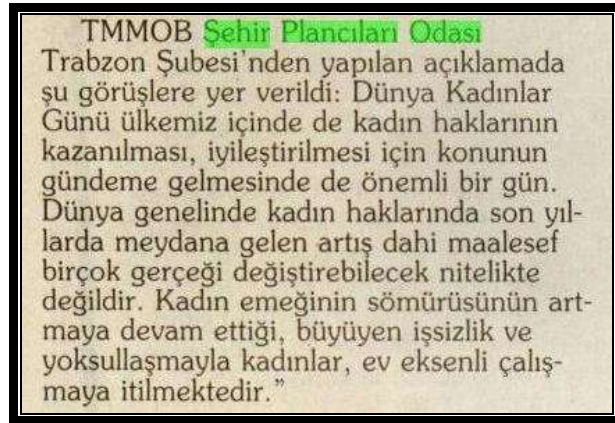 TMMOB Şehir Plancıları Odası
Trabzon Şubesi'nden yapılan açıklamada
şu görüşlere yer verildi: Dünya Kadınlar
Günü ülkemiz içinde de kadın haklarının
kazanılması, iyileştirilmesi için konunun
gündeme gelmesinde de önemli bir gün.
Dünya genelinde kadın haklarında son yıl-
larda meydana gelen artış dahi maalesef
birçok gerçeği değiştirebilecek nitelikte
değildir. Kadın emeğinin sömürüsünün art-
maya devam ettiği, büyüyen işsizlik ve
yoksullaşmayla kadınlar, ev eksenli çalış-
maya itilmektedir."